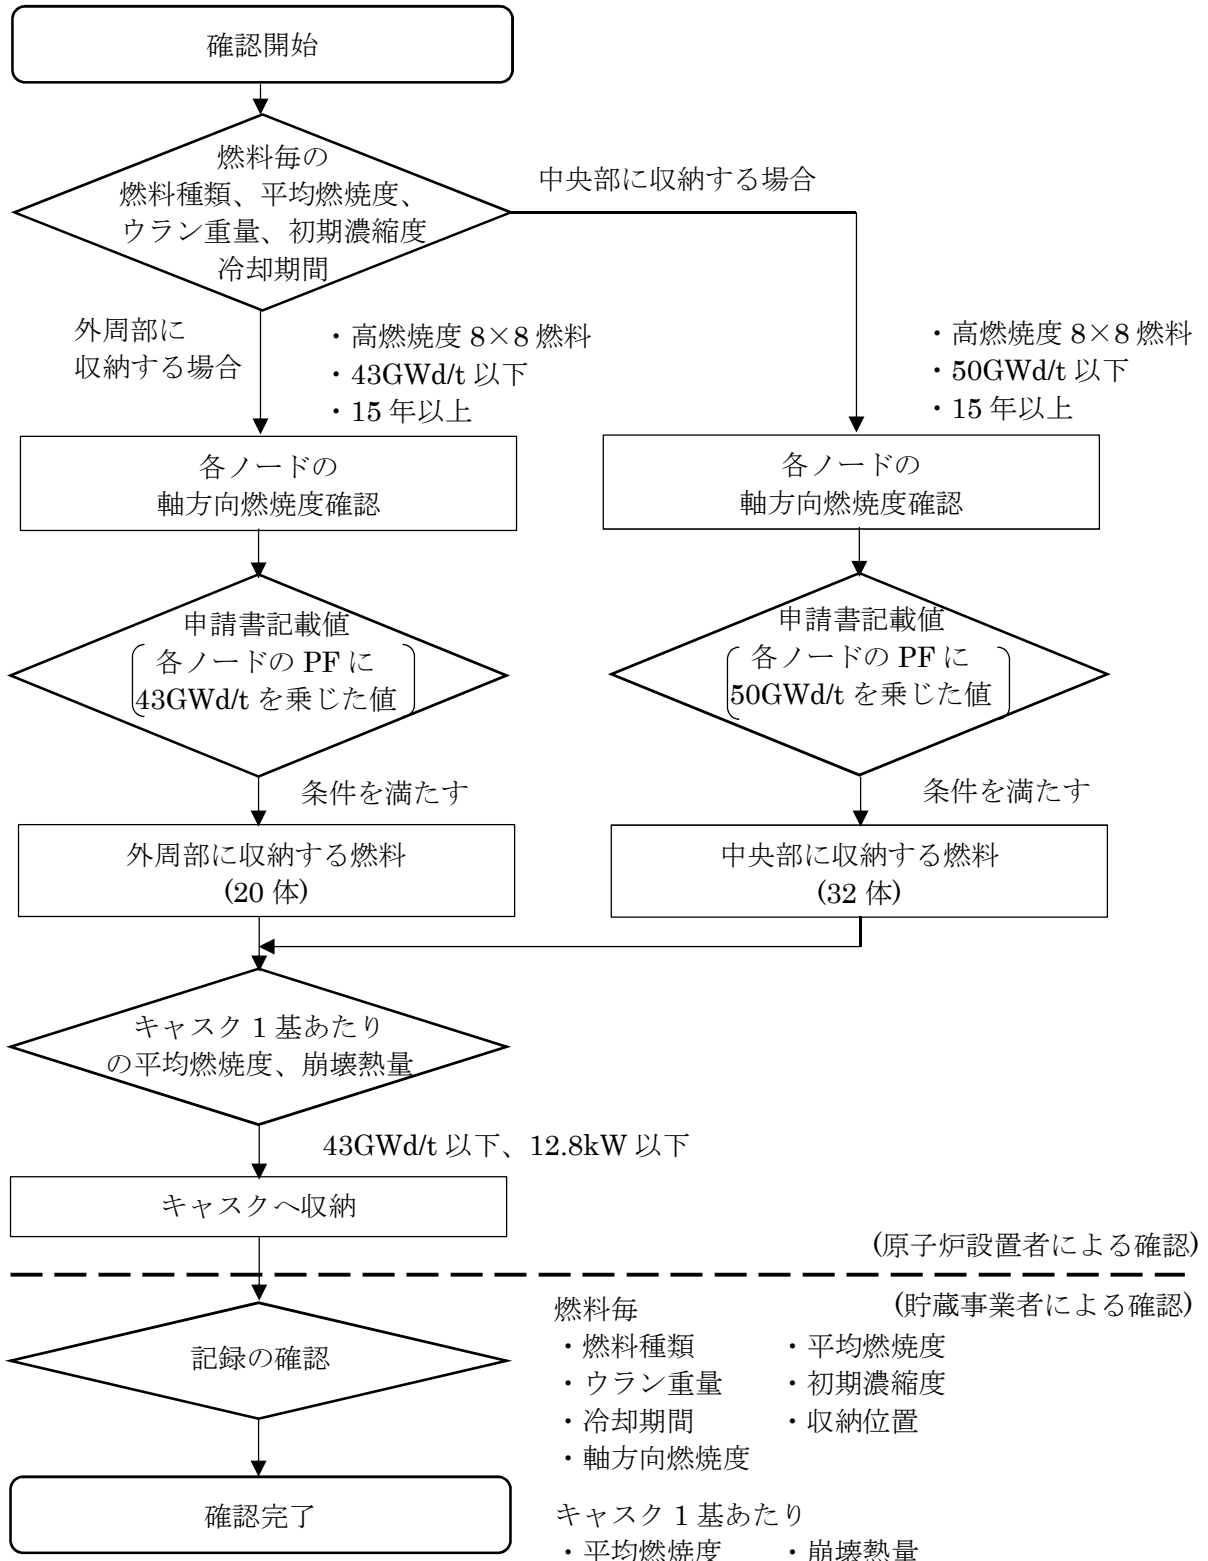 確認開始
燃料毎の
燃料種類、平均燃焼度、
ウラン重量、初期濃縮度
冷却期間
中央部に収納する場合
外周部に
収納する場合
・高燃焼度 8×8 燃料
・43GWd/t 以下
・15 年以上
・高燃焼度 8×8 燃料
・50GWd/t 以下
・15 年以上
各ノードの
軸方向燃焼度確認
各ノードの
軸方向燃焼度確認
申請書記載値
各ノードの PF に
43GWd/t を乗じた値
申請書記載値
各ノードの PF に
50GWd/t を乗じた値
条件を満たす
条件を満たす
外周部に収納する燃料
(20 体)
中央部に収納する燃料
(32 体)
キャスク 1 基あたり
の平均燃焼度、崩壊熱量
43GWd/t 以下、12.8kW 以下
キャスクへ収納
(原子炉設置者による確認)
(貯蔵事業者による確認)
記録の確認
燃料毎
・燃料種類 ・平均燃焼度
・ウラン重量 ・初期濃縮度
・冷却期間 ・収納位置
・軸方向燃焼度
確認完了
キャスク 1 基あたり
・平均燃焼度 ・崩壊熱量